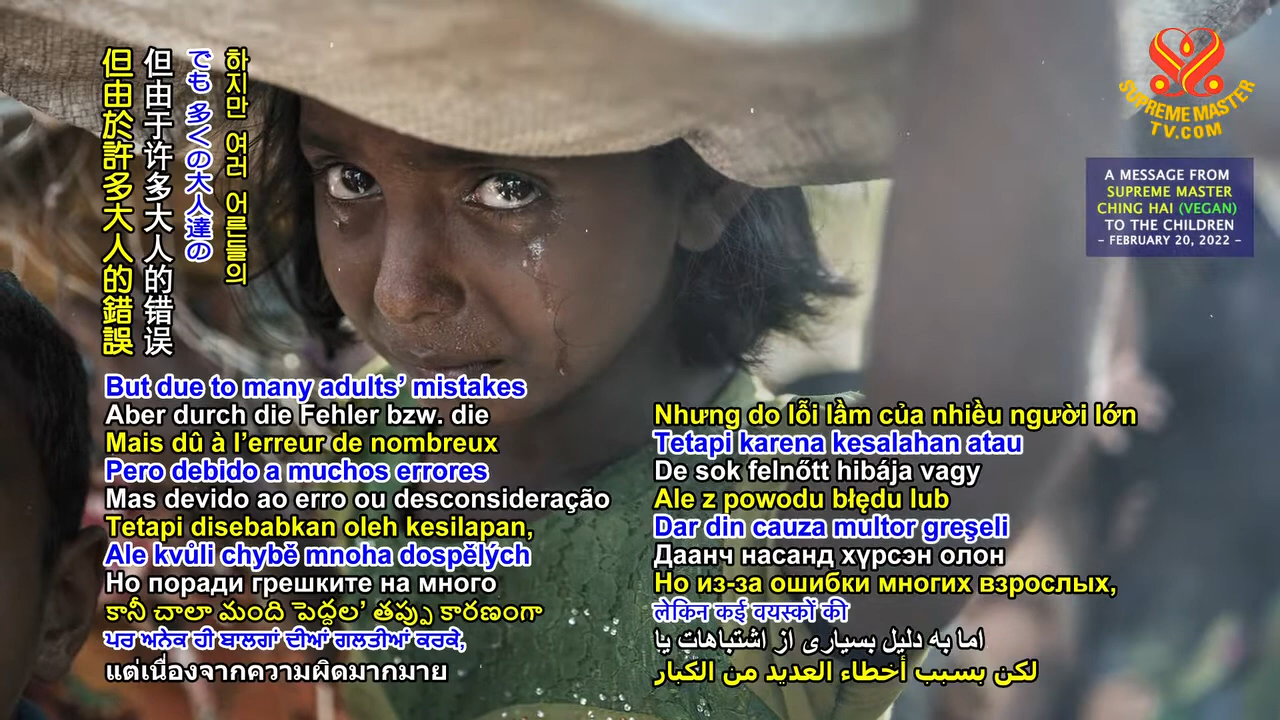 하지만 여러 어른들의
でも 多くの大人達の
但由于许多大人的错误
但由於許多大人的錯誤
SUPREME MASTER
TV.COM
A MESSAGE FROM
SUPREME MASTER
CHING HAI (VEGAN)
TO THE CHILDREN
– FEBRUARY 20, 2022 –
But due to many adults’ mistakes
Aber durch die Fehler bzw. die
Mais dû à l’erreur de nombreux
Pero debido a muchos errores
Mas devido ao erro ou desconsideração
Tetapi disebabkan oleh kesilapan,
Ale kvůli chybě mnoha dospělých
Но поради грешките на много
కానీ చాలా మంది పెద్దల’ తప్పు కారణంగా
ਪਰ ਅਨੇਕ ਹੀ ਬਾਲਗਾਂ ਦੀਆਂ ਗਲਤੀਆਂ ਕਰਕੇ,
แต่เนื่องจากความผิดมากมาย
Nhưng do lỗi lầm của nhiều người lớn
Tetapi karena kesalahan atau
De sok felnőtt hibája vagy
Ale z powodu błędu lub
Dar din cauza multor greşeli
Даанч насанд хүрсэн олон
Но из-за ошибки многих взрослых,
लेकिन कई वयस्कों की
اما به دلیل بسیاری از اشتباهات یا
لكن بسبب أخطاء العديد من الكبار